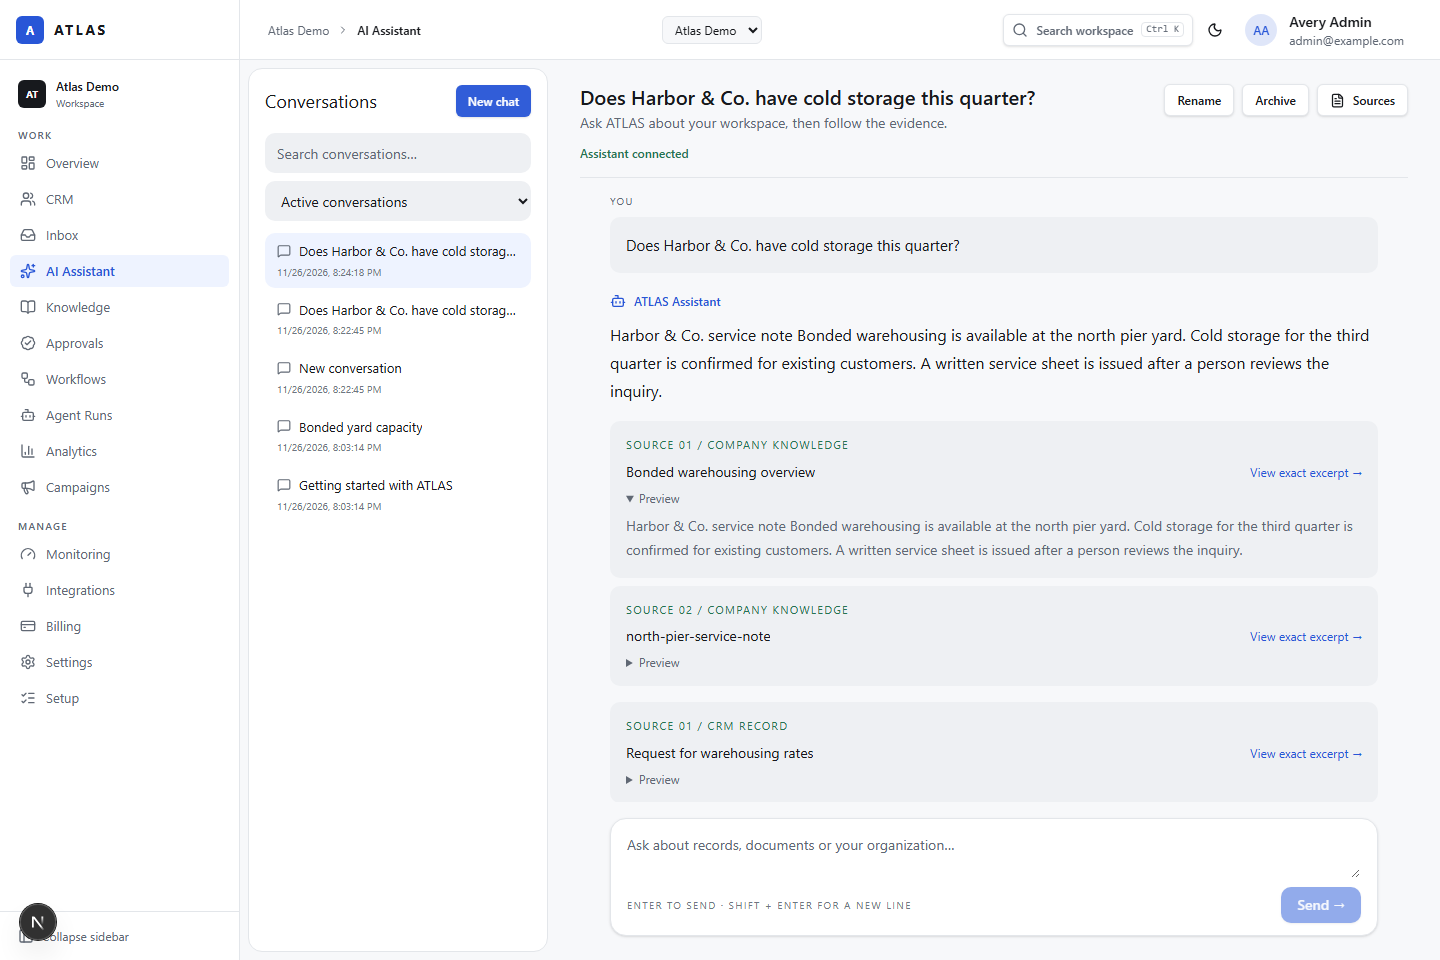 A ATLAS
Atlas Demo > AI Assistant
Atlas Demo
Search workspace Ctrl K
AA
Avery Admin
admin@example.com
AT
Atlas Demo
Workspace
WORK
Overview
CRM
Inbox
AI Assistant
Knowledge
Approvals
Workflows
Agent Runs
Analytics
Campaigns
MANAGE
Monitoring
Integrations
Billing
Settings
Setup
N
ollapse sidebar
Conversations
New chat
Search conversations...
Active conversations
Does Harbor & Co. have cold storag...
11/26/2026, 8:24:18 PM
Does Harbor & Co. have cold storag...
11/26/2026, 8:22:45 PM
New conversation
11/26/2026, 8:22:45 PM
Bonded yard capacity
11/26/2026, 8:03:14 PM
Getting started with ATLAS
11/26/2026, 8:03:14 PM
Does Harbor & Co. have cold storage this quarter?
Rename
Archive
Sources
Ask ATLAS about your workspace, then follow the evidence.
Assistant connected
YOU
Does Harbor & Co. have cold storage this quarter?
ATLAS Assistant
Harbor & Co. service note Bonded warehousing is available at the north pier yard. Cold storage for the third
quarter is confirmed for existing customers. A written service sheet is issued after a person reviews the
inquiry.
SOURCE 01 / COMPANY KNOWLEDGE
Bonded warehousing overview
View exact excerpt →
▼ Preview
Harbor & Co. service note Bonded warehousing is available at the north pier yard. Cold storage for the third quarter is
confirmed for existing customers. A written service sheet is issued after a person reviews the inquiry.
SOURCE 02 / COMPANY KNOWLEDGE
north-pier-service-note
View exact excerpt →
▶ Preview
SOURCE 01 / CRM RECORD
Request for warehousing rates
View exact excerpt →
▶ Preview
Ask about records, documents or your organization...
ENTER TO SEND · SHIFT + ENTER FOR A NEW LINE
Send →